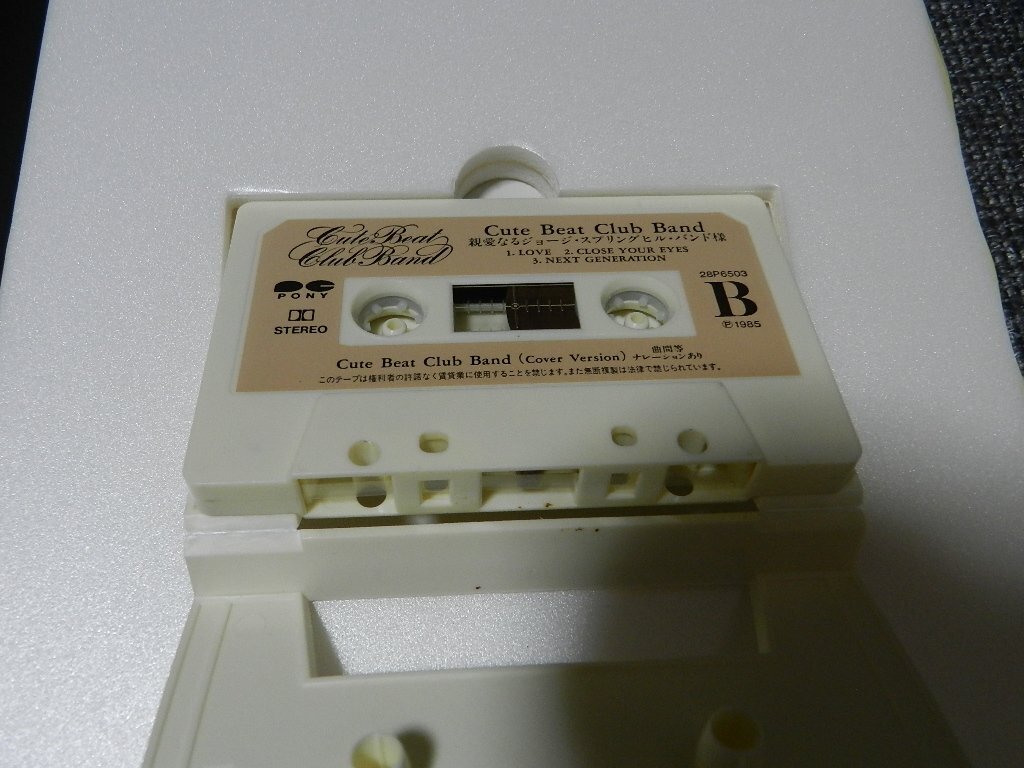 Cute Beat
Club Band
Cute Beat Club Band
親愛なるジョージ・スプリングヒル・バンド様
1. LOVE 2. CLOSE YOUR EYES
3. NEXT GENERATION
PONY
STEREO
28P6503
B
Ⓟ1985
Cute Beat Club Band (Cover Version)
曲間等
ナレーションあり
このテープは権利者の許諾なく賃貸業に使用することを禁じます。また無断複製は法律で禁じられています。